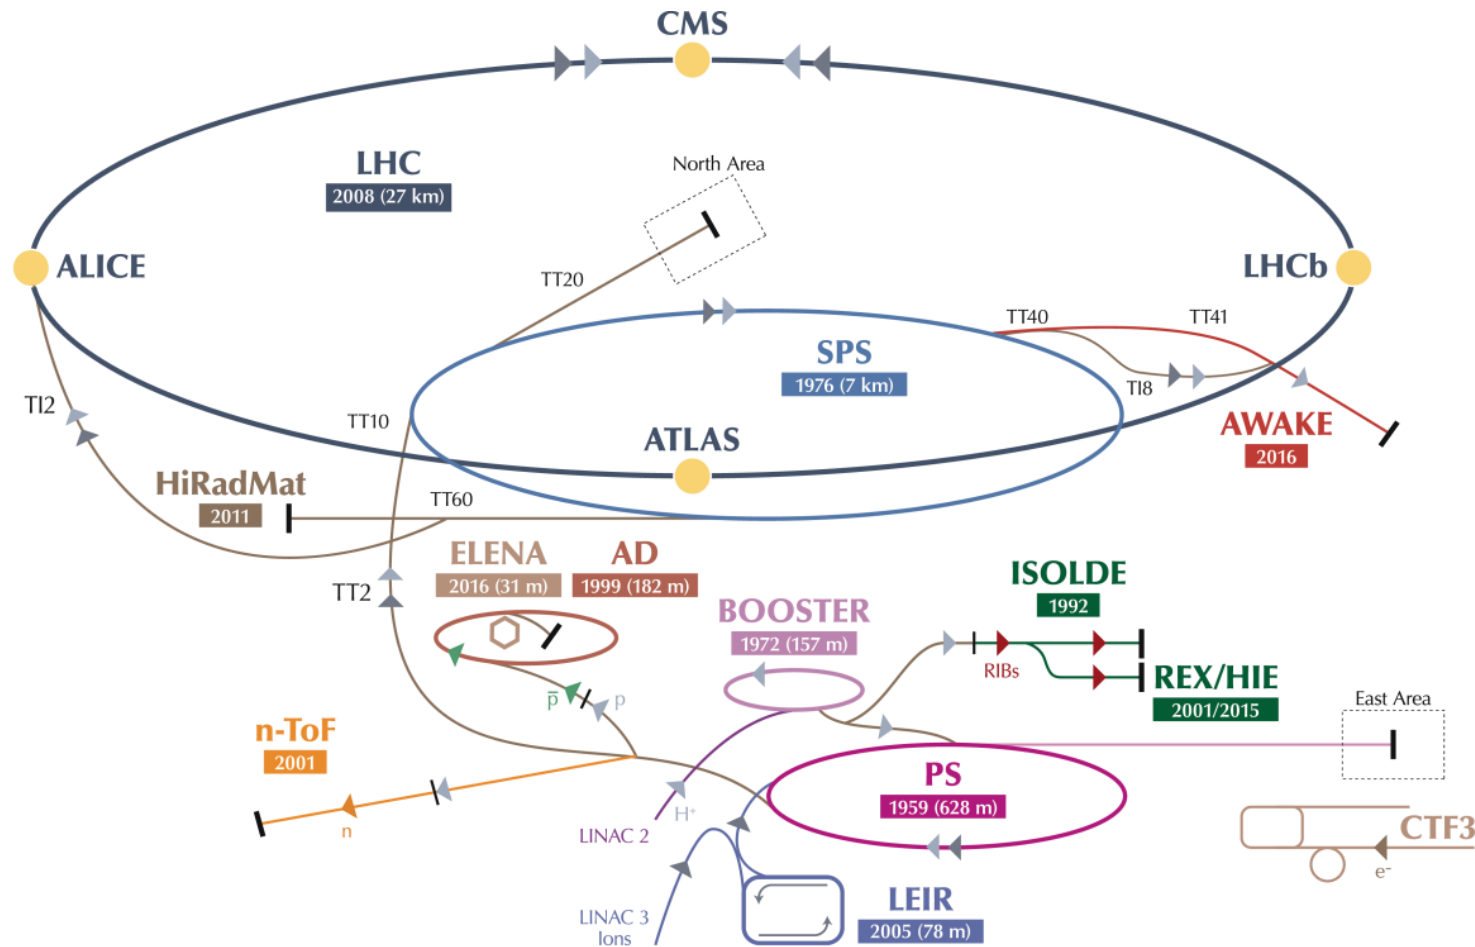 CMS
LHC
2008 (27 km)
North Area
ALICE
LHCb
TT20
TT40
TT41
SPS
1976 (7 km)
TI8
TI2
TT10
AWAKE
2016
ATLAS
HiRadMat
2011
TT60
ELENA
2016 (31 m)
AD
1999 (182 m)
TT2
ISOLDE
1992
BOOSTER
1972 (157 m)
RIBs
REX/HIE
2001/2015
p̅
p
East Area
n-ToF
2001
PS
1959 (628 m)
n
H⁺
LINAC 2
CTF3
e⁻
LEIR
2005 (78 m)
LINAC 3
Ions